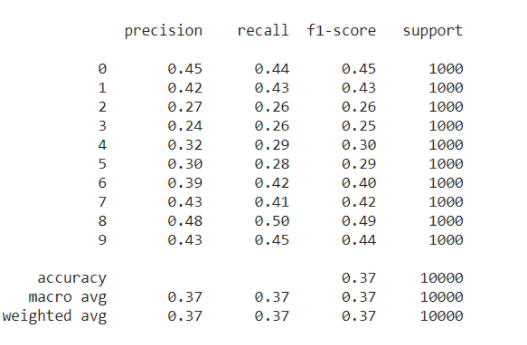 precision recall f1-score support
0 0.45 0.44 0.45 1000
1 0.42 0.43 0.43 1000
2 0.27 0.26 0.26 1000
3 0.24 0.26 0.25 1000
4 0.32 0.29 0.30 1000
5 0.30 0.28 0.29 1000
6 0.39 0.42 0.40 1000
7 0.43 0.41 0.42 1000
8 0.48 0.50 0.49 1000
9 0.43 0.45 0.44 1000
accuracy 0.37 10000
macro avg 0.37 0.37 0.37 10000
weighted avg 0.37 0.37 0.37 10000